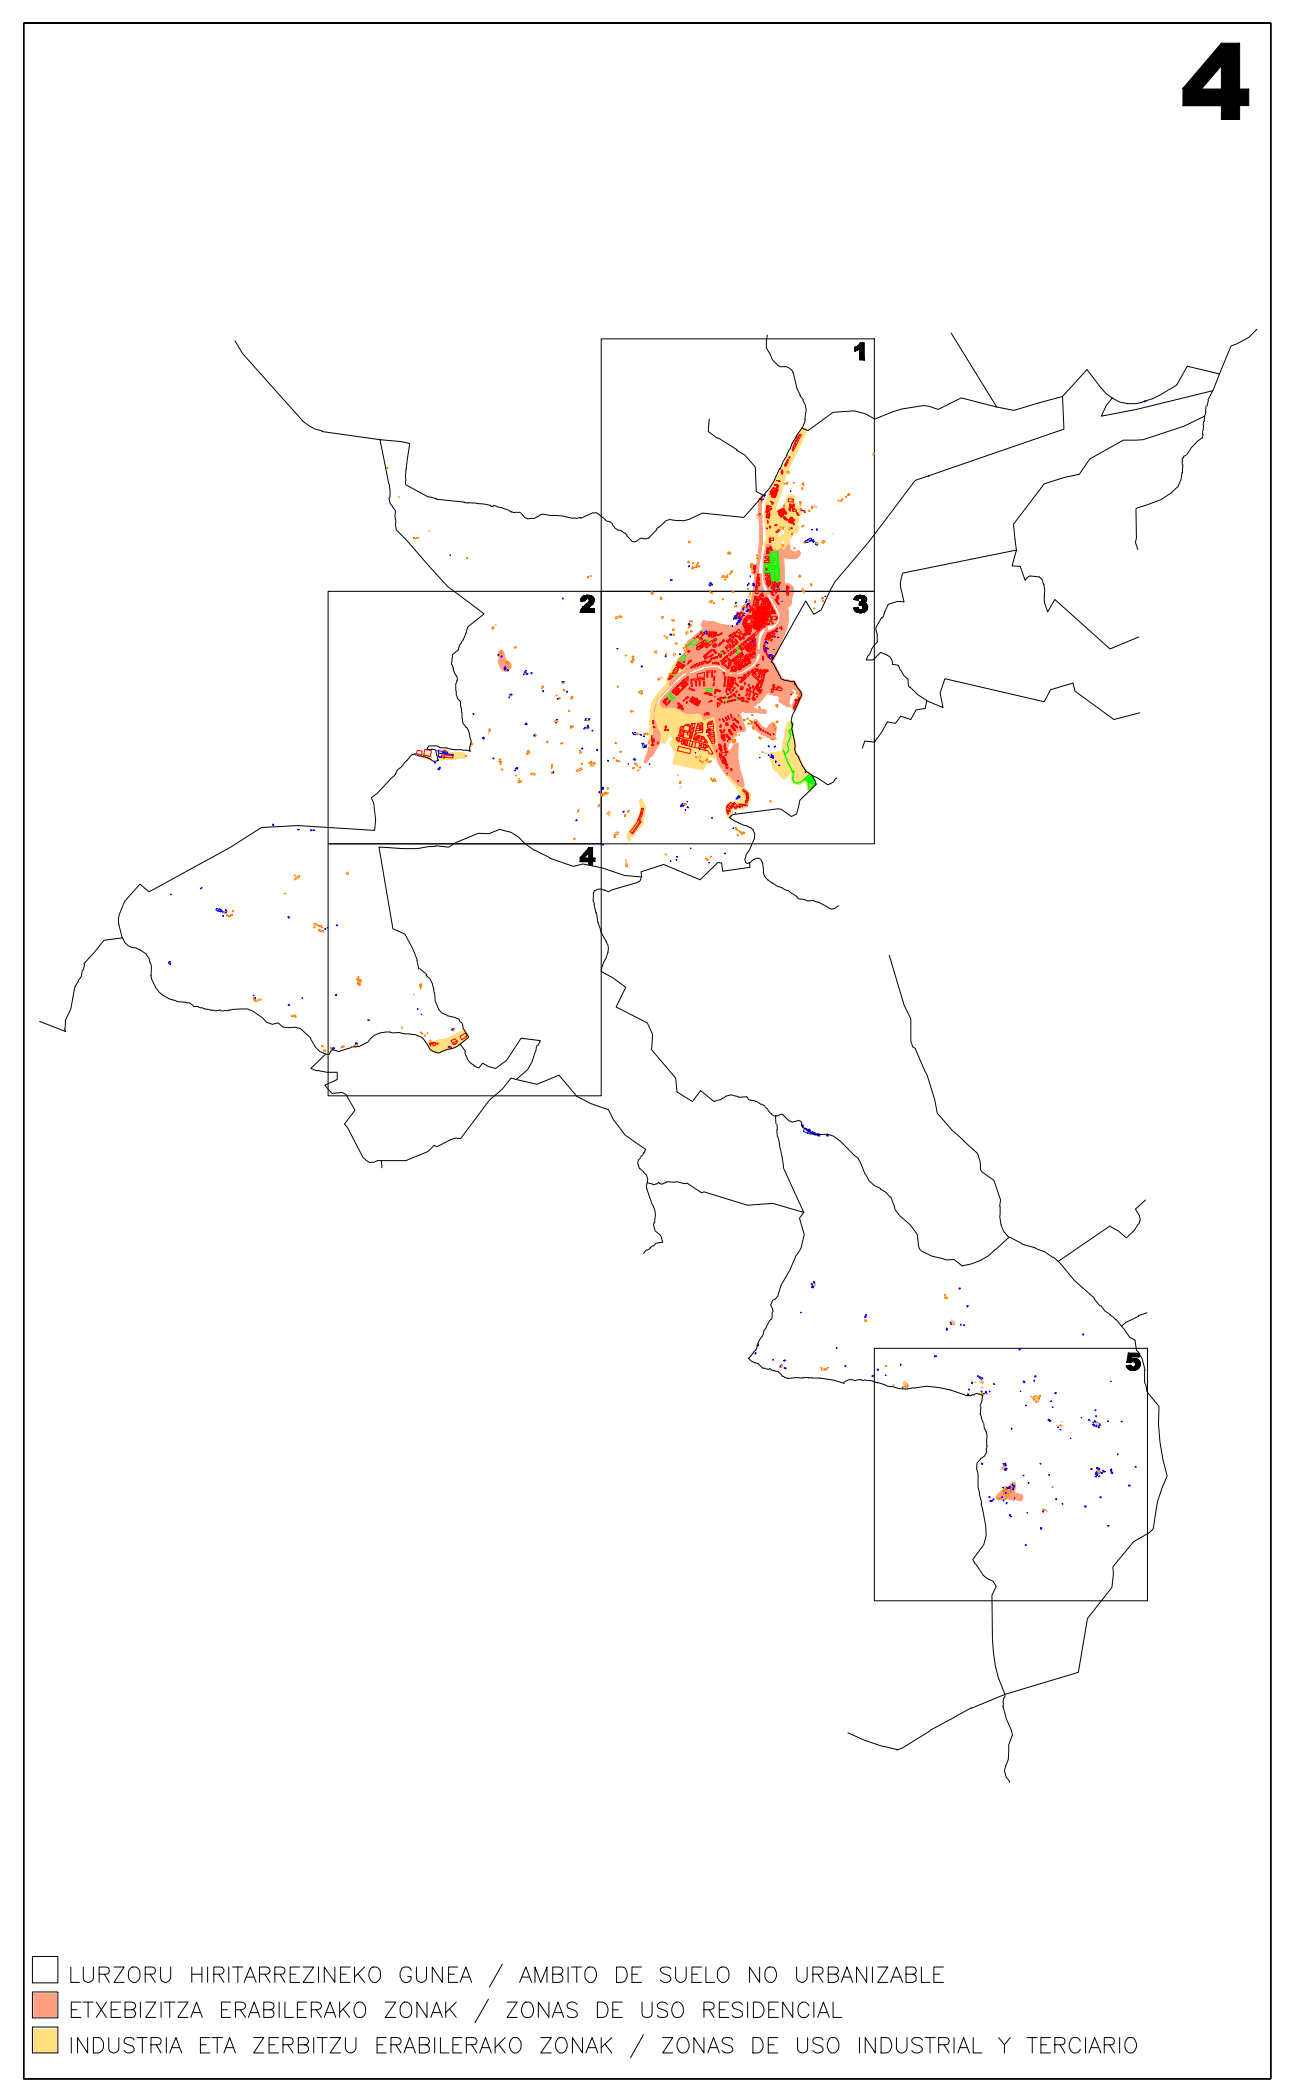 4
1
2
3
4
5
LURZORU HIRITARREZINEKO GUNEA / AMBITO DE SUELO NO URBANIZABLE
ETXEBIZITZA ERABILERAKO ZONAK / ZONAS DE USO RESIDENCIAL
INDUSTRIA ETA ZERBITZU ERABILERAKO ZONAK / ZONAS DE USO INDUSTRIAL Y TERCIARIO